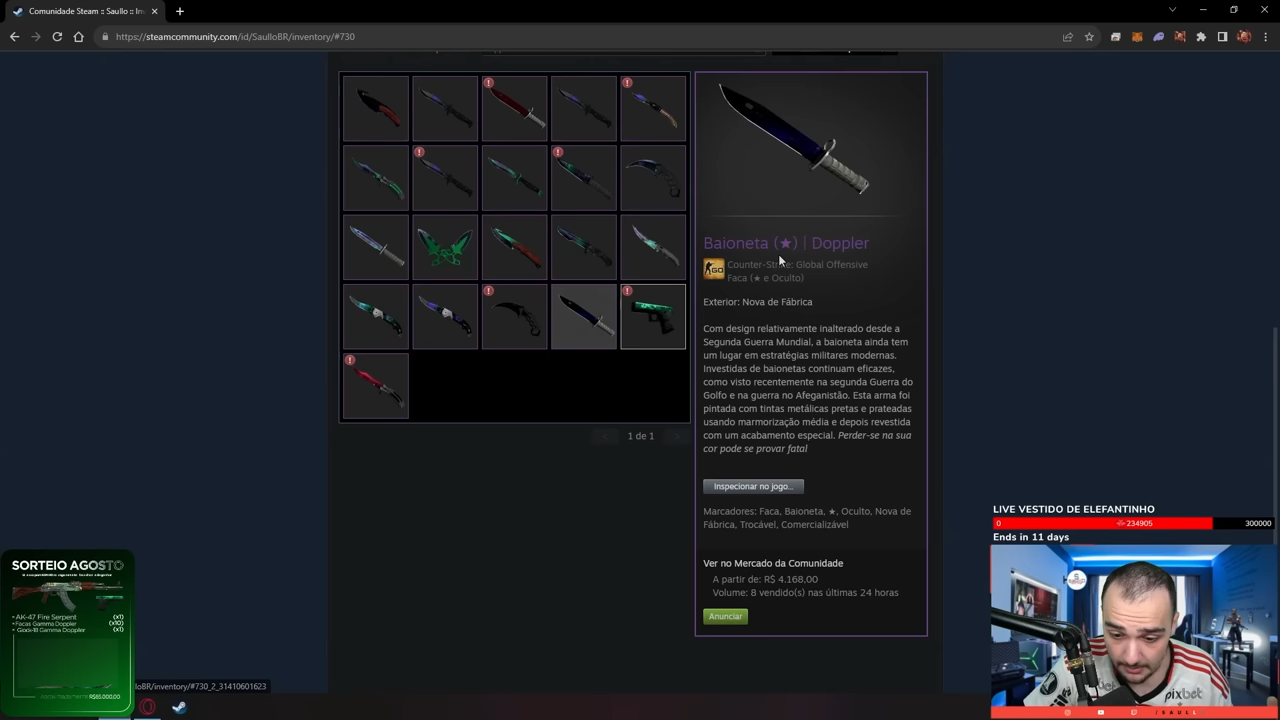 Comunidade Steam :: Saullo :: In
https://steamcommunity.com/id/SaulloBR/inventory/#730
Baioneta (★) | Doppler
Counter-Strike: Global Offensive
Faca (★ e Oculto)
Exterior: Nova de Fábrica
Com design relativamente inalterado desde a
Segunda Guerra Mundial, a baioneta ainda tem
um lugar em estratégias militares modernas.
Investidas de baionetas continuam eficazes,
como visto recentemente na segunda Guerra do
Golfo e na guerra no Afeganistão. Esta arma foi
pintada com tintas metálicas pretas e prateadas
usando marmorização média e depois revestida
com um acabamento especial. Perder-se na sua
cor pode se provar fatal
1 de 1
Inspecionar no jogo...
Marcadores: Faca, Baioneta, ★, Oculto, Nova de
Fábrica, Trocável, Comercializável
Ver no Mercado da Comunidade
A partir de: R$ 4.168,00
Volume: 8 vendido(s) nas últimas 24 horas
Anunciar
LIVE VESTIDO DE ELEFANTINHO
0 234905 300000
Ends in 11 days
SORTEIO AGOSTO
• AK-47 Fire Serpent (x1)
• Facas Gamma Doppler (x10)
• Glock-18 Gamma Doppler (x1)
loBR/inventory/#730_2_31410601623
pixbet